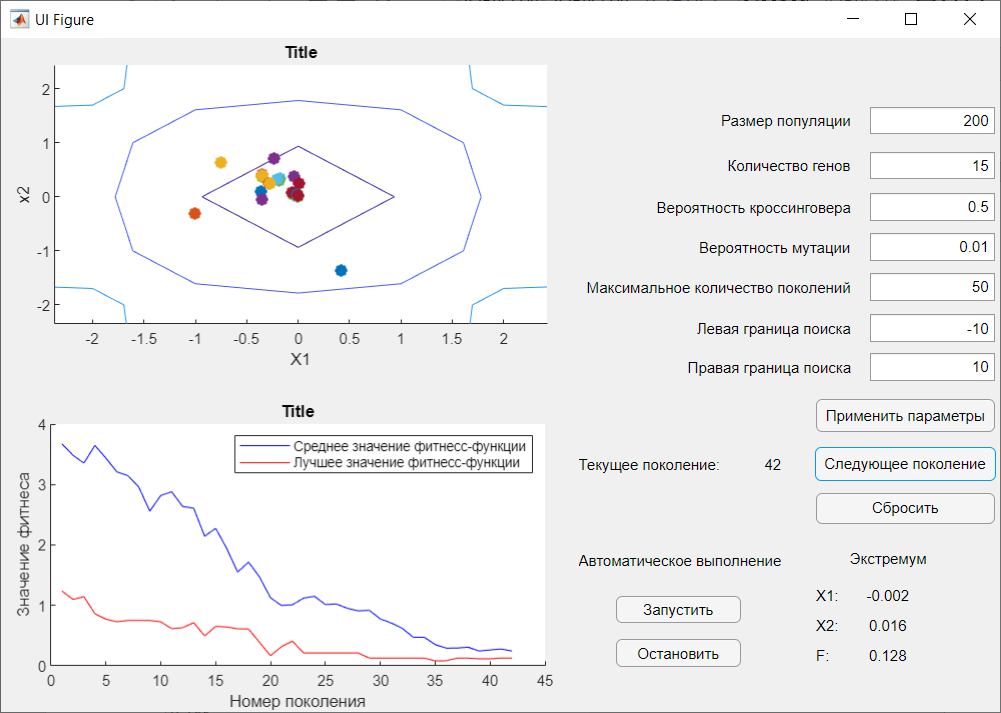 UI Figure
Title
2
1
0
-1
-2
x2
-2
-1.5
-1
-0.5
0
0.5
1
1.5
2
X1
Размер популяции
200
Количество генов
15
Вероятность кроссинговера
0.5
Вероятность мутации
0.01
Максимальное количество поколений
50
Левая граница поиска
-10
Правая граница поиска
10
Применить параметры
Текущее поколение:
42
Следующее поколение
Сбросить
Title
4
3
2
1
0
Значение фитнеса
Среднее значение фитнесс-функции
Лучшее значение фитнесс-функции
0
5
10
15
20
25
30
35
40
45
Номер поколения
Автоматическое выполнение
Запустить
Остановить
Экстремум
X1:
-0.002
X2:
0.016
F:
0.128